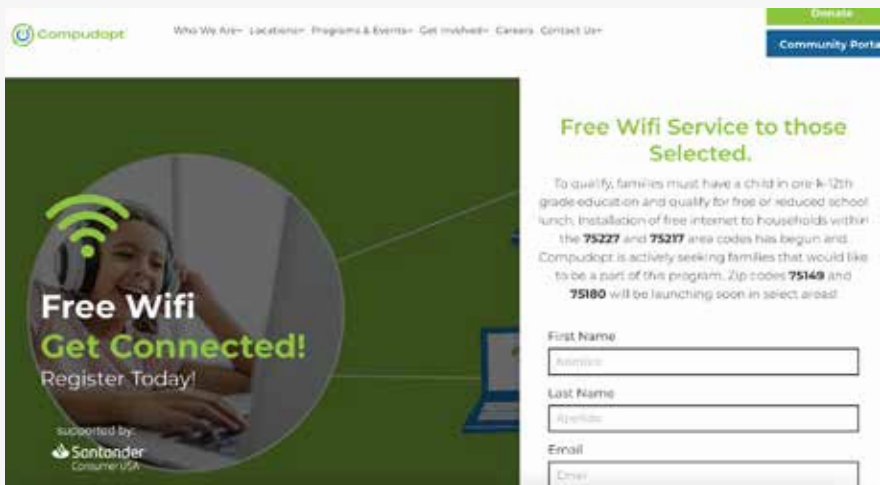 Donate
Compudopt
Who We Are Locations Programs & Events Get Involved Careers Contact Us
Community Porta
Free Wifi Service to those
Selected.
To qualify, families must have a child in pre-k-12th
grade education and qualify for free or reduced school
lunch. Installation of free internet to households within
the 75227 and 75217 area codes has begun and
Compudopt is actively seeking families that would like
to be a part of this program. Zip codes 75149 and
75180 will be launching soon in select areas!
Free Wifi
Get Connected!
Register Today!
supported by:
Santander
Consumer USA
First Name
Nombre
Last Name
Apellido
Email
Email